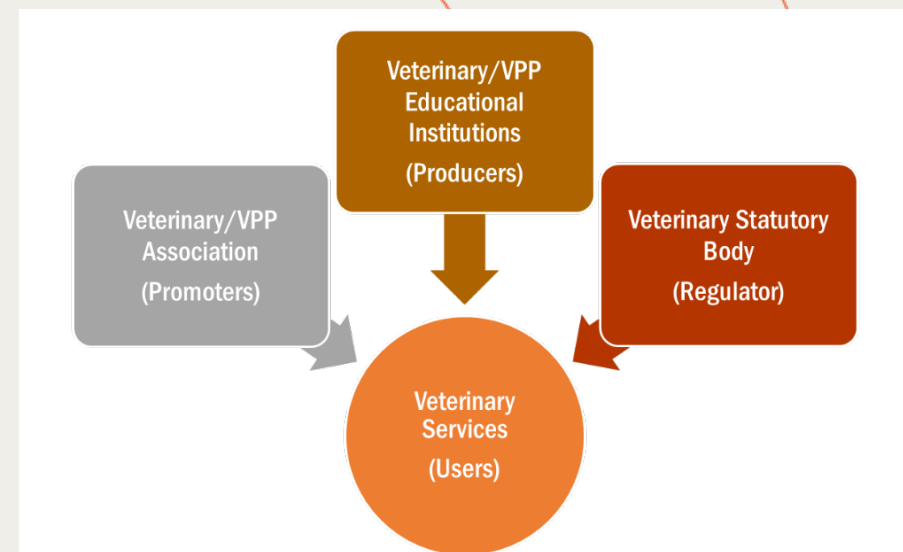 Veterinary/VPP
Educational
Institutions
(Producers)
Veterinary/VPP
Association
(Promoters)
Veterinary Statutory
Body
(Regulator)
Veterinary
Services
(Users)